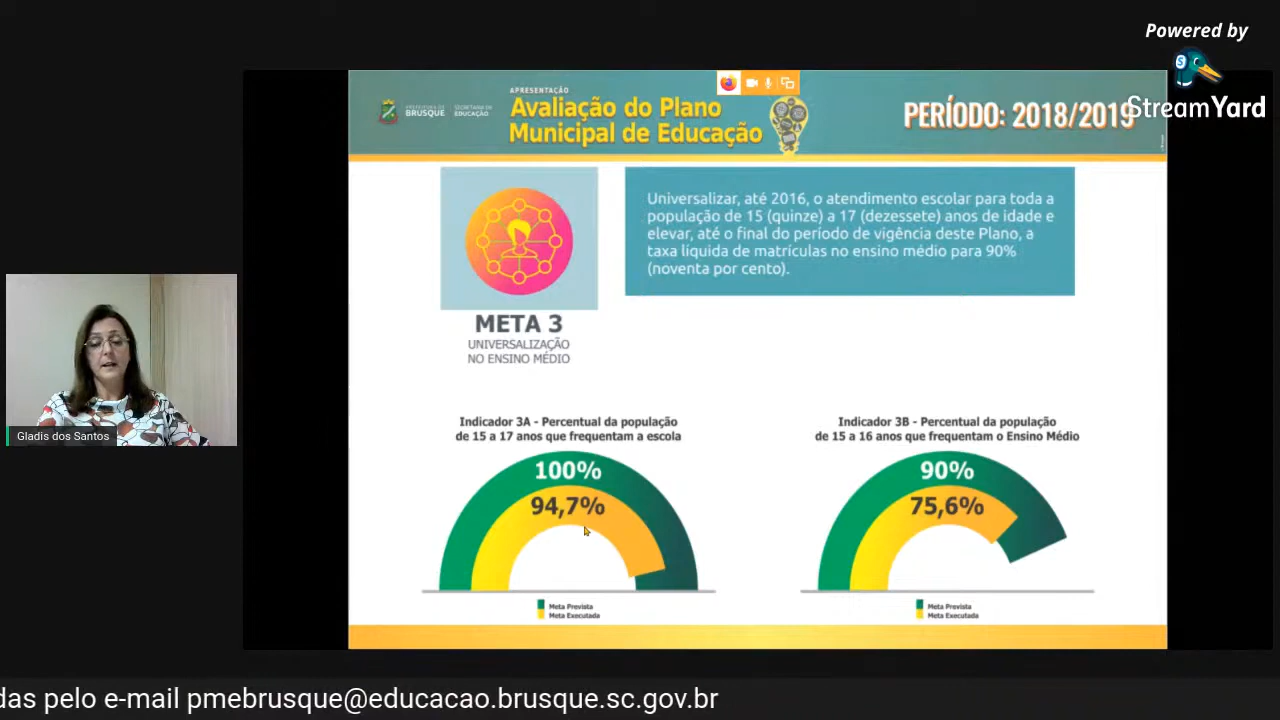 Powered by
StreamYard
PREFEITURA DE
BRUSQUE
SECRETARIA DE
EDUCAÇÃO
APRESENTAÇÃO
Avaliação do Plano
Municipal de Educação
PERÍODO: 2018/2019
META 3
UNIVERSALIZAÇÃO
NO ENSINO MÉDIO
Universalizar, até 2016, o atendimento escolar para toda a
população de 15 (quinze) a 17 (dezessete) anos de idade e
elevar, até o final do período de vigência deste Plano, a
taxa líquida de matrículas no ensino médio para 90%
(noventa por cento).
Gladis dos Santos
Indicador 3A - Percentual da população
de 15 a 17 anos que frequentam a escola
100%
94,7%
Meta Prevista
Meta Executada
Indicador 3B - Percentual da população
de 15 a 16 anos que frequentam o Ensino Médio
90%
75,6%
Meta Prevista
Meta Executada
das pelo e-mail pmebrusque@educacao.brusque.sc.gov.br